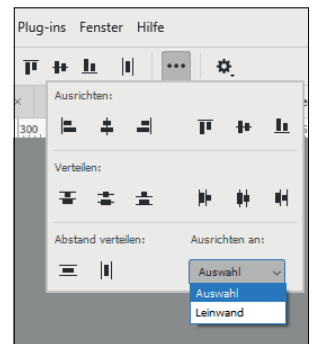 Plug-ins Fenster Hilfe
Ausrichten:
300
Verteilen:
Abstand verteilen: Ausrichten an:
Auswahl
Auswahl
Leinwand